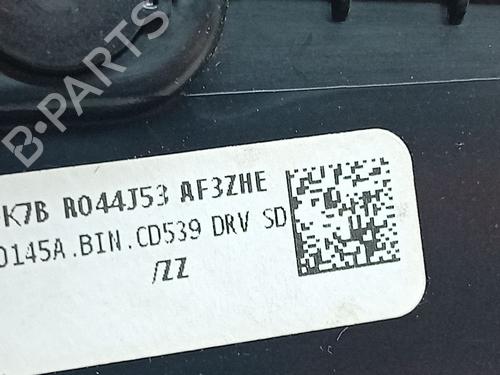 B-PARTS
K7B R044J53 AF3ZHE
0145A.BIN.CD539 DRV SD
/ZZ